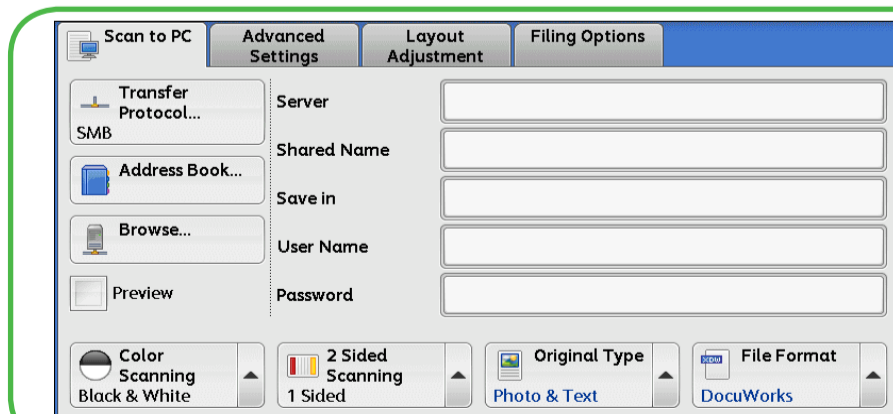 Scan to PC
Advanced
Settings
Layout
Adjustment
Filing Options
Transfer
Protocol...
SMB
Address Book...
Browse...
Preview
Server
Shared Name
Save in
User Name
Password
Color
Scanning
Black & White
2 Sided
Scanning
1 Sided
Original Type
Photo & Text
XDW
File Format
DocuWorks